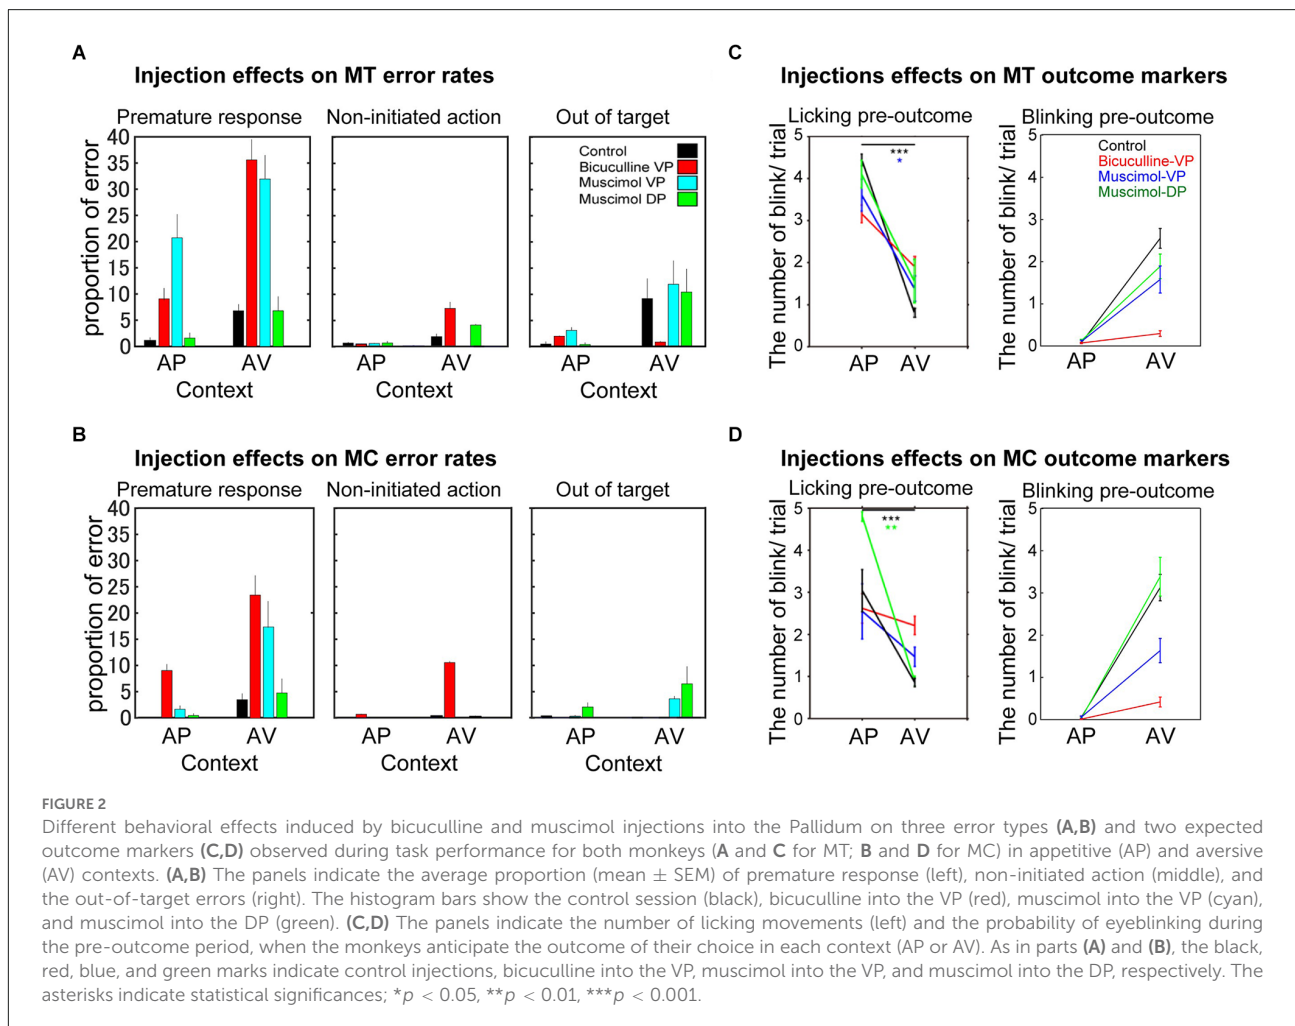 A
Injection effects on MT error rates
Premature response
Non-initiated action
Out of target
proportion of error
40
35
30
25
20
15
10
5
0
Control
Bicuculline VP
Muscimol VP
Muscimol DP
AP AV
AP AV
AP AV
Context
Context
C
Injections effects on MT outcome markers
Licking pre-outcome
Blinking pre-outcome
The number of blink/ trial
5
4
3
2
1
0
***
*
AP AV
The number of blink/ trial
5
4
3
2
1
0
Control
Bicuculline-VP
Muscimol-VP
Muscimol-DP
AP AV
B
Injection effects on MC error rates
Premature response
Non-initiated action
Out of target
proportion of error
40
35
30
25
20
15
10
5
0
AP AV
AP AV
AP AV
Context
Context
D
Injections effects on MC outcome markers
Licking pre-outcome
Blinking pre-outcome
The number of blink/ trial
5
4
3
2
1
0
***
**
AP AV
The number of blink/ trial
5
4
3
2
1
0
AP AV
FIGURE 2
Different behavioral effects induced by bicuculline and muscimol injections into the Pallidum on three error types (A,B) and two expected
outcome markers (C,D) observed during task performance for both monkeys (A and C for MT; B and D for MC) in appetitive (AP) and aversive
(AV) contexts. (A,B) The panels indicate the average proportion (mean ± SEM) of premature response (left), non-initiated action (middle), and
the out-of-target errors (right). The histogram bars show the control session (black), bicuculline into the VP (red), muscimol into the VP (cyan),
and muscimol into the DP (green). (C,D) The panels indicate the number of licking movements (left) and the probability of eyeblinking during
the pre-outcome period, when the monkeys anticipate the outcome of their choice in each context (AP or AV). As in parts (A) and (B), the black,
red, blue, and green marks indicate control injections, bicuculline into the VP, muscimol into the VP, and muscimol into the DP, respectively. The
asterisks indicate statistical significances; *p < 0.05, **p < 0.01, ***p < 0.001.